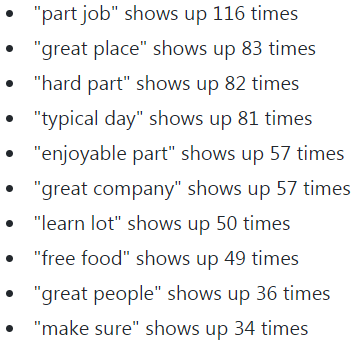 • "part job" shows up 116 times
• "great place" shows up 83 times
• "hard part" shows up 82 times
• "typical day" shows up 81 times
• "enjoyable part" shows up 57 times
• "great company" shows up 57 times
• "learn lot" shows up 50 times
• "free food" shows up 49 times
• "great people" shows up 36 times
• "make sure" shows up 34 times